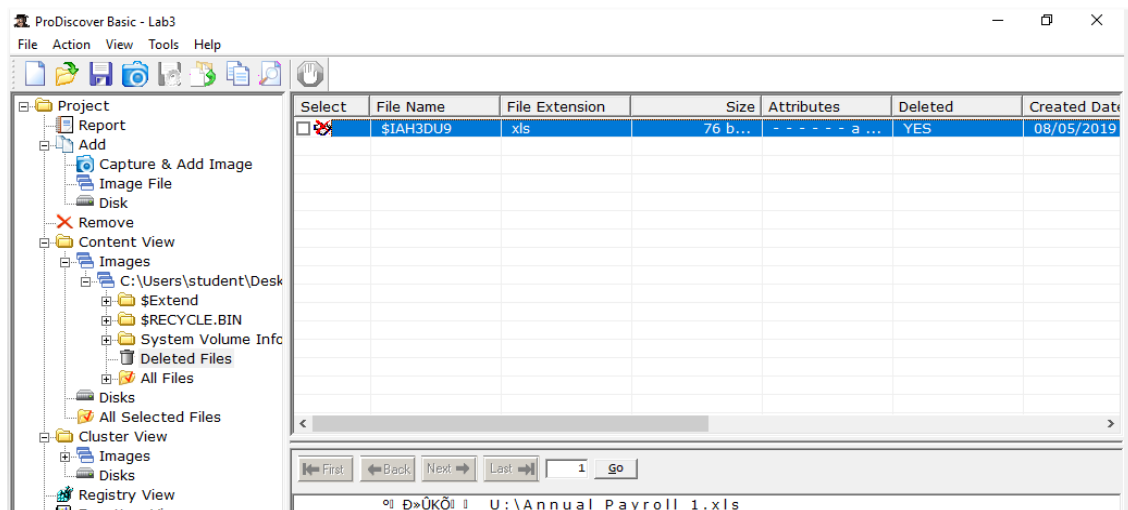 ProDiscover Basic - Lab3
File Action View Tools Help
Project
Report
Add
Capture & Add Image
Image File
Disk
Remove
Content View
Images
C:\Users\student\Desk
$Extend
$RECYCLE.BIN
System Volume Info
Deleted Files
All Files
Disks
All Selected Files
Cluster View
Images
Disks
Registry View
Select File Name File Extension Size Attributes Deleted Created Date
$IAH3DU9 xls 76 b... - - - - - - a ... YES 08/05/2019
First Back Next Last 1 Go
U:\Annual Payroll 1.xls